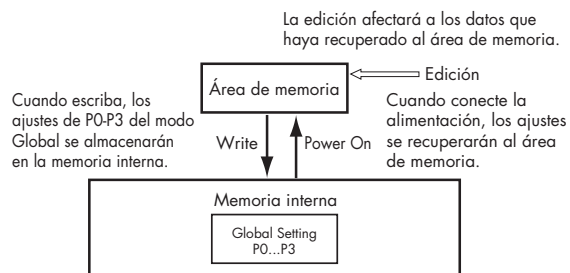 La edición afectará a los datos que
haya recuperado al área de memoria.
Área de memoria
Edición
Cuando escriba, los
ajustes de P0-P3 del modo
Global se almacenarán
en la memoria interna.
Write
Power On
Cuando conecte la
alimentación, los ajustes
se recuperarán al área
de memoria.
Memoria interna
Global Setting
P0...P3